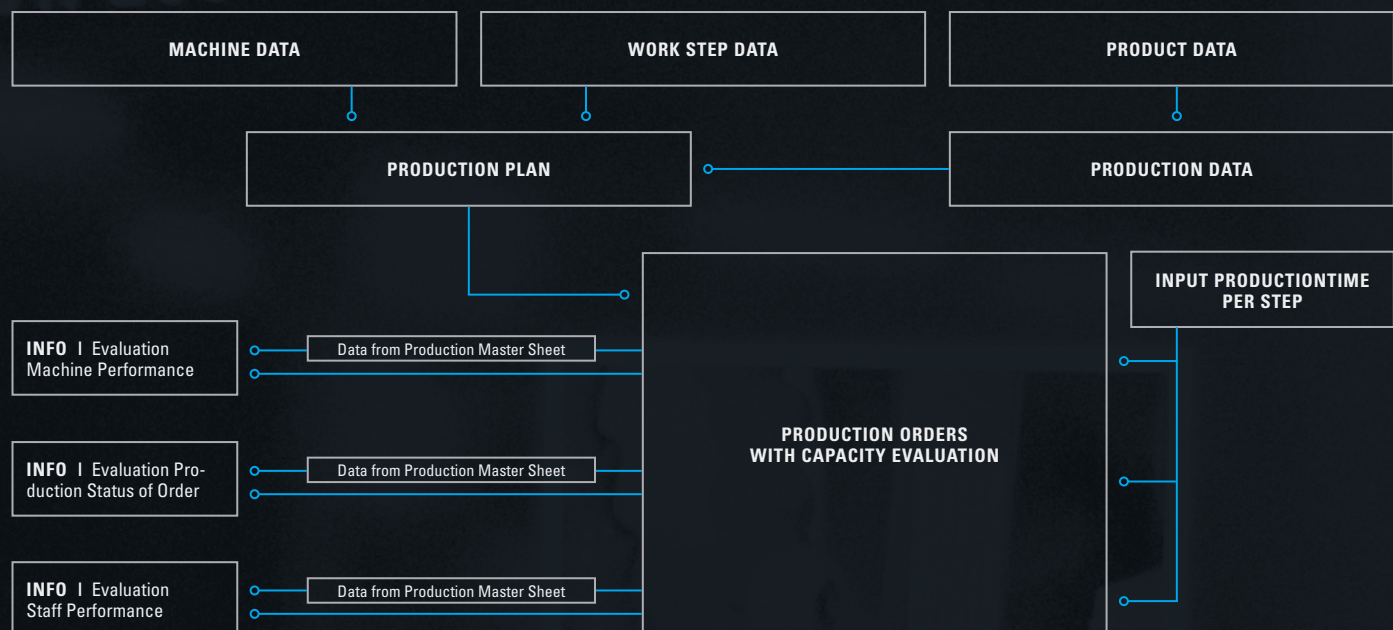 MACHINE DATA
WORK STEP DATA
PRODUCT DATA
PRODUCTION PLAN
PRODUCTION DATA
INPUT PRODUCTIONTIME
PER STEP
INFO | Evaluation
Machine Performance
Data from Production Master Sheet
PRODUCTION ORDERS
WITH CAPACITY EVALUATION
INFO | Evaluation Pro-
duction Status of Order
Data from Production Master Sheet
INFO | Evaluation
Staff Performance
Data from Production Master Sheet